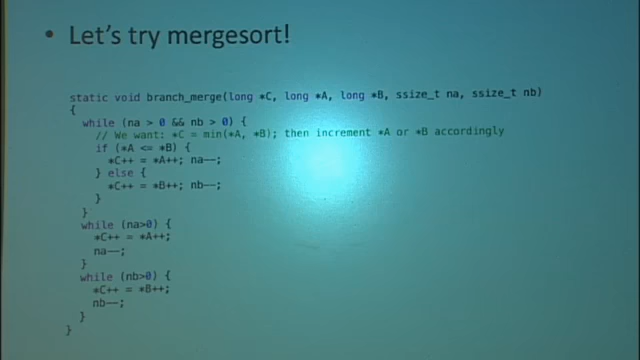 • Let's try mergesort!
static void branch_merge(long *C, long *A, long *B, ssize_t na, ssize_t nb)
{
while (na > 0 && nb > 0) {
// We want: *C = min(*A, *B); then increment *A or *B accordingly
if (*A <= *B) {
*C++ = *A++; na--;
} else {
*C++ = *B++; nb--;
}
}
while (na>0) {
*C++ = *A++;
na--;
}
while (nb>0) {
*C++ = *B++;
nb--;
}
}